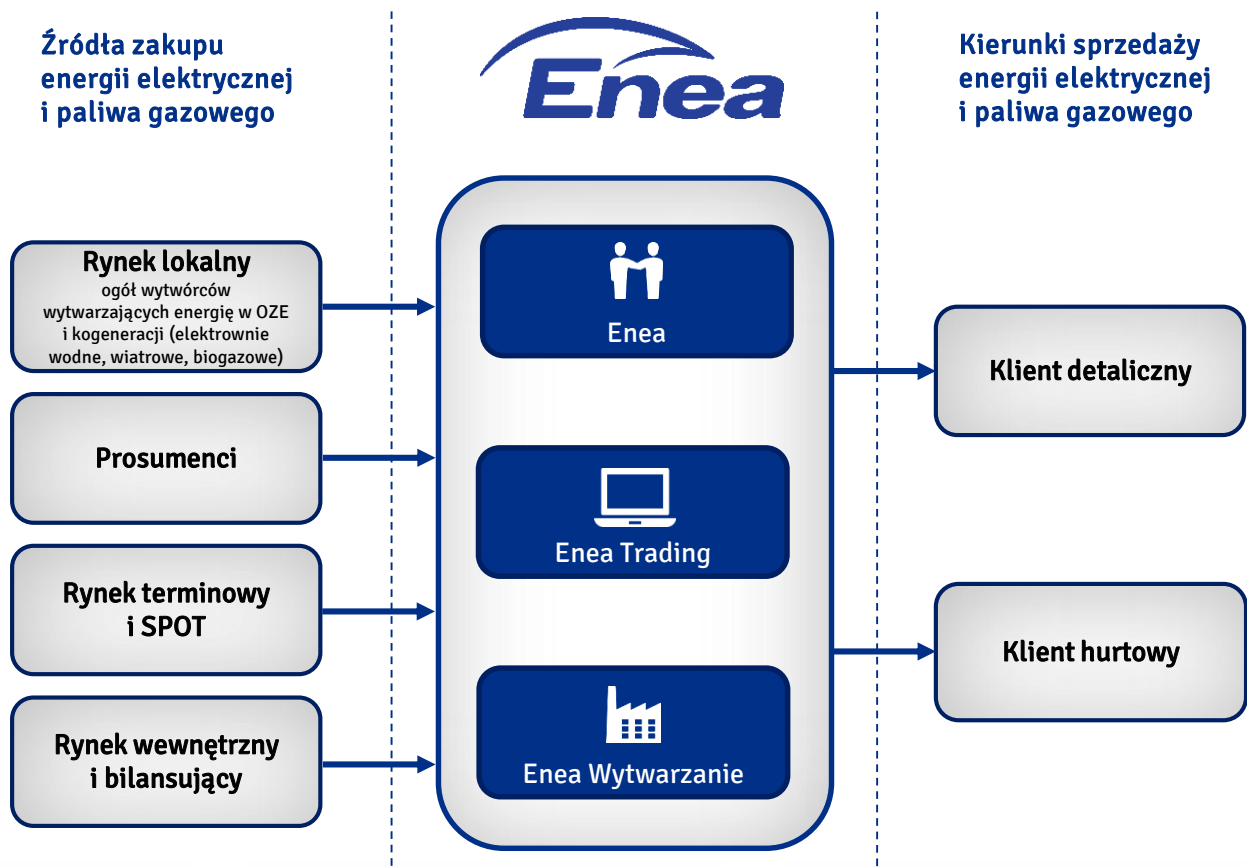 Źródła zakupu
energii elektrycznej
i paliwa gazowego
Enea
Kierunki sprzedaży
energii elektrycznej
i paliwa gazowego
Rynek lokalny
ogół wytwórców
wytwarzających energię w OZE
i kogeneracji (elektrownie
wodne, wiatrowe, biogazowe)
Prosumenci
Rynek terminowy
i SPOT
Rynek wewnętrzny
i bilansujący
Enea
Enea Trading
Enea Wytwarzanie
Klient detaliczny
Klient hurtowy